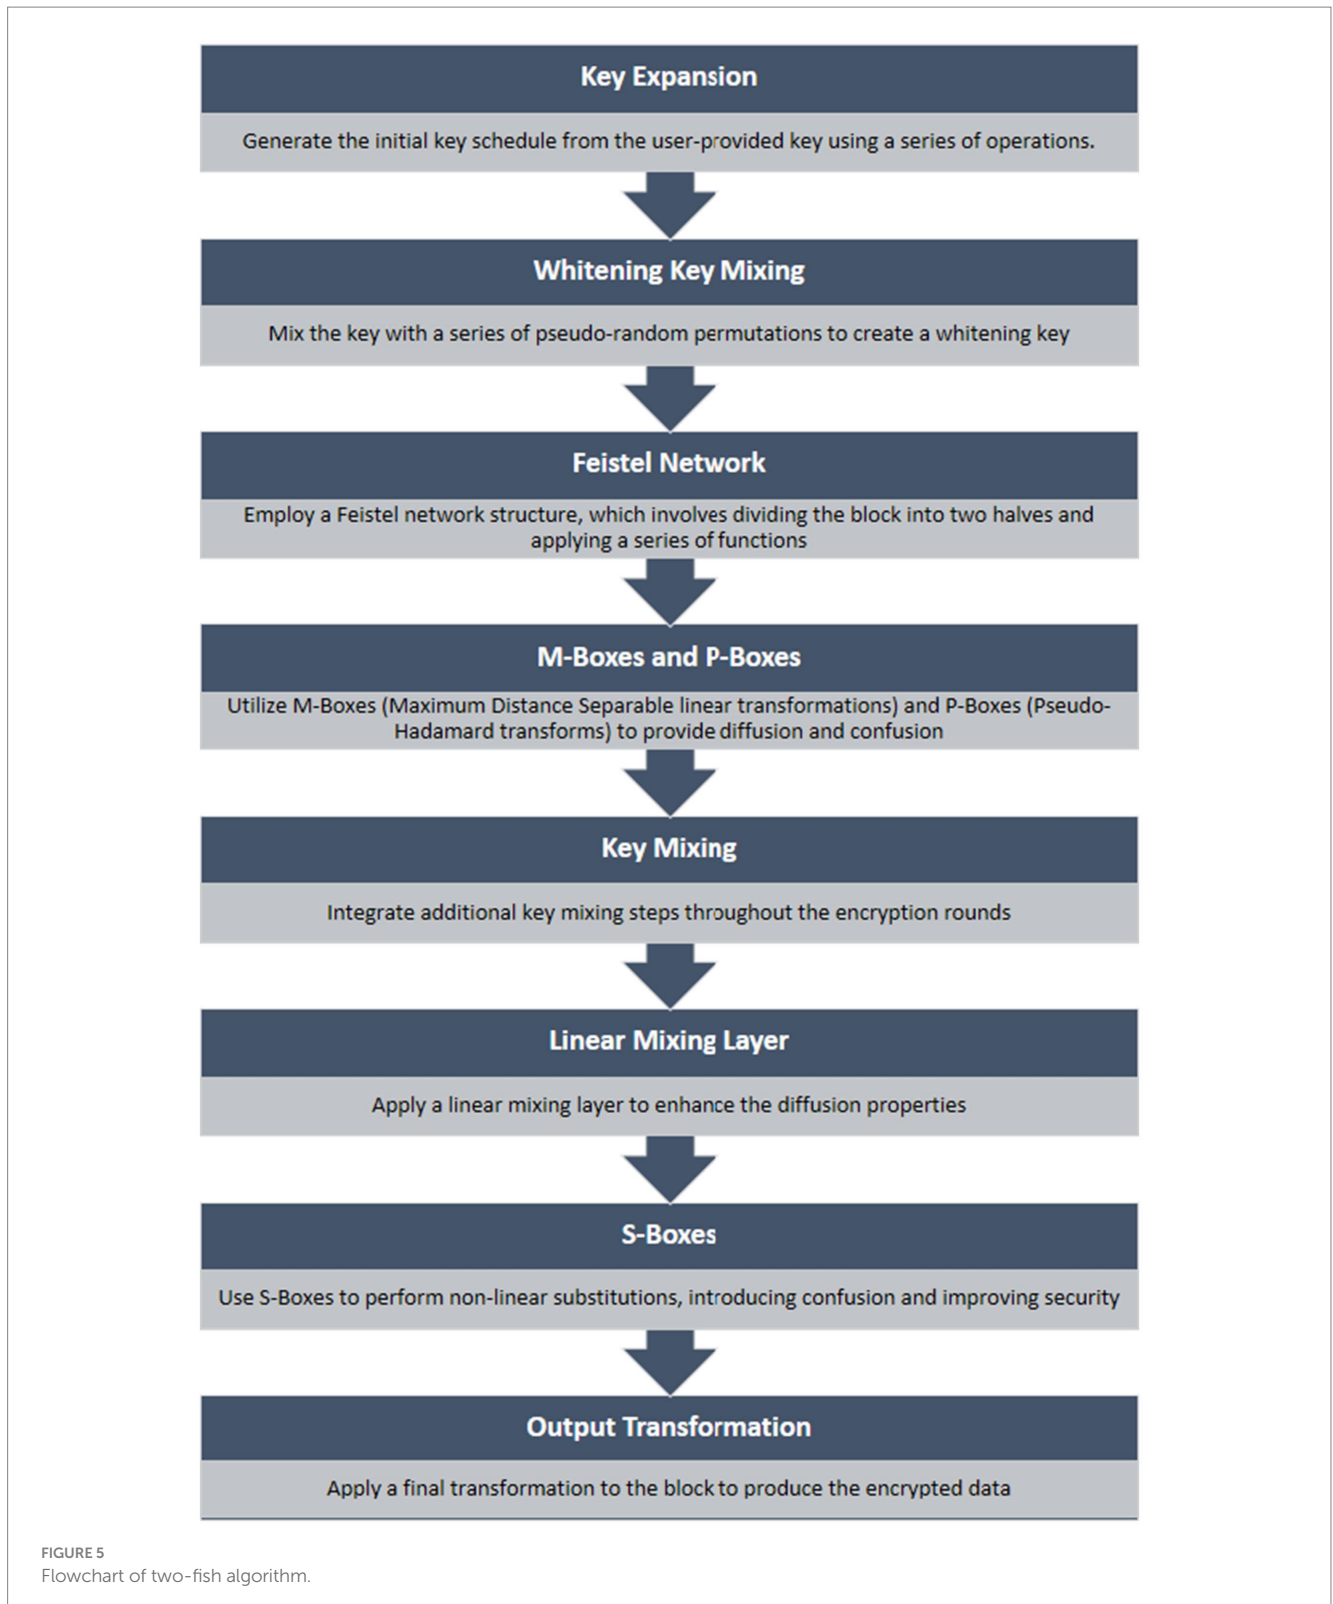 Key Expansion
Generate the initial key schedule from the user-provided key using a series of operations.
Whitening Key Mixing
Mix the key with a series of pseudo-random permutations to create a whitening key
Feistel Network
Employ a Feistel network structure, which involves dividing the block into two halves and
applying a series of functions
M-Boxes and P-Boxes
Utilize M-Boxes (Maximum Distance Separable linear transformations) and P-Boxes (Pseudo-
Hadamard transforms) to provide diffusion and confusion
Key Mixing
Integrate additional key mixing steps throughout the encryption rounds
Linear Mixing Layer
Apply a linear mixing layer to enhance the diffusion properties
S-Boxes
Use S-Boxes to perform non-linear substitutions, introducing confusion and improving security
Output Transformation
Apply a final transformation to the block to produce the encrypted data
FIGURE 5
Flowchart of two-fish algorithm.